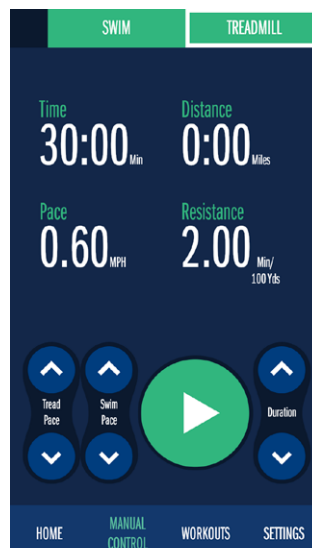 SWIM TREADMILL
Time Distance
30:00 Min 0:00 Miles
Pace Resistance
0.60 MPH 2.00 Min/
100 Yds
Tread
Pace
Swim
Pace
Duration
HOME MANUAL
CONTROL WORKOUTS SETTINGS